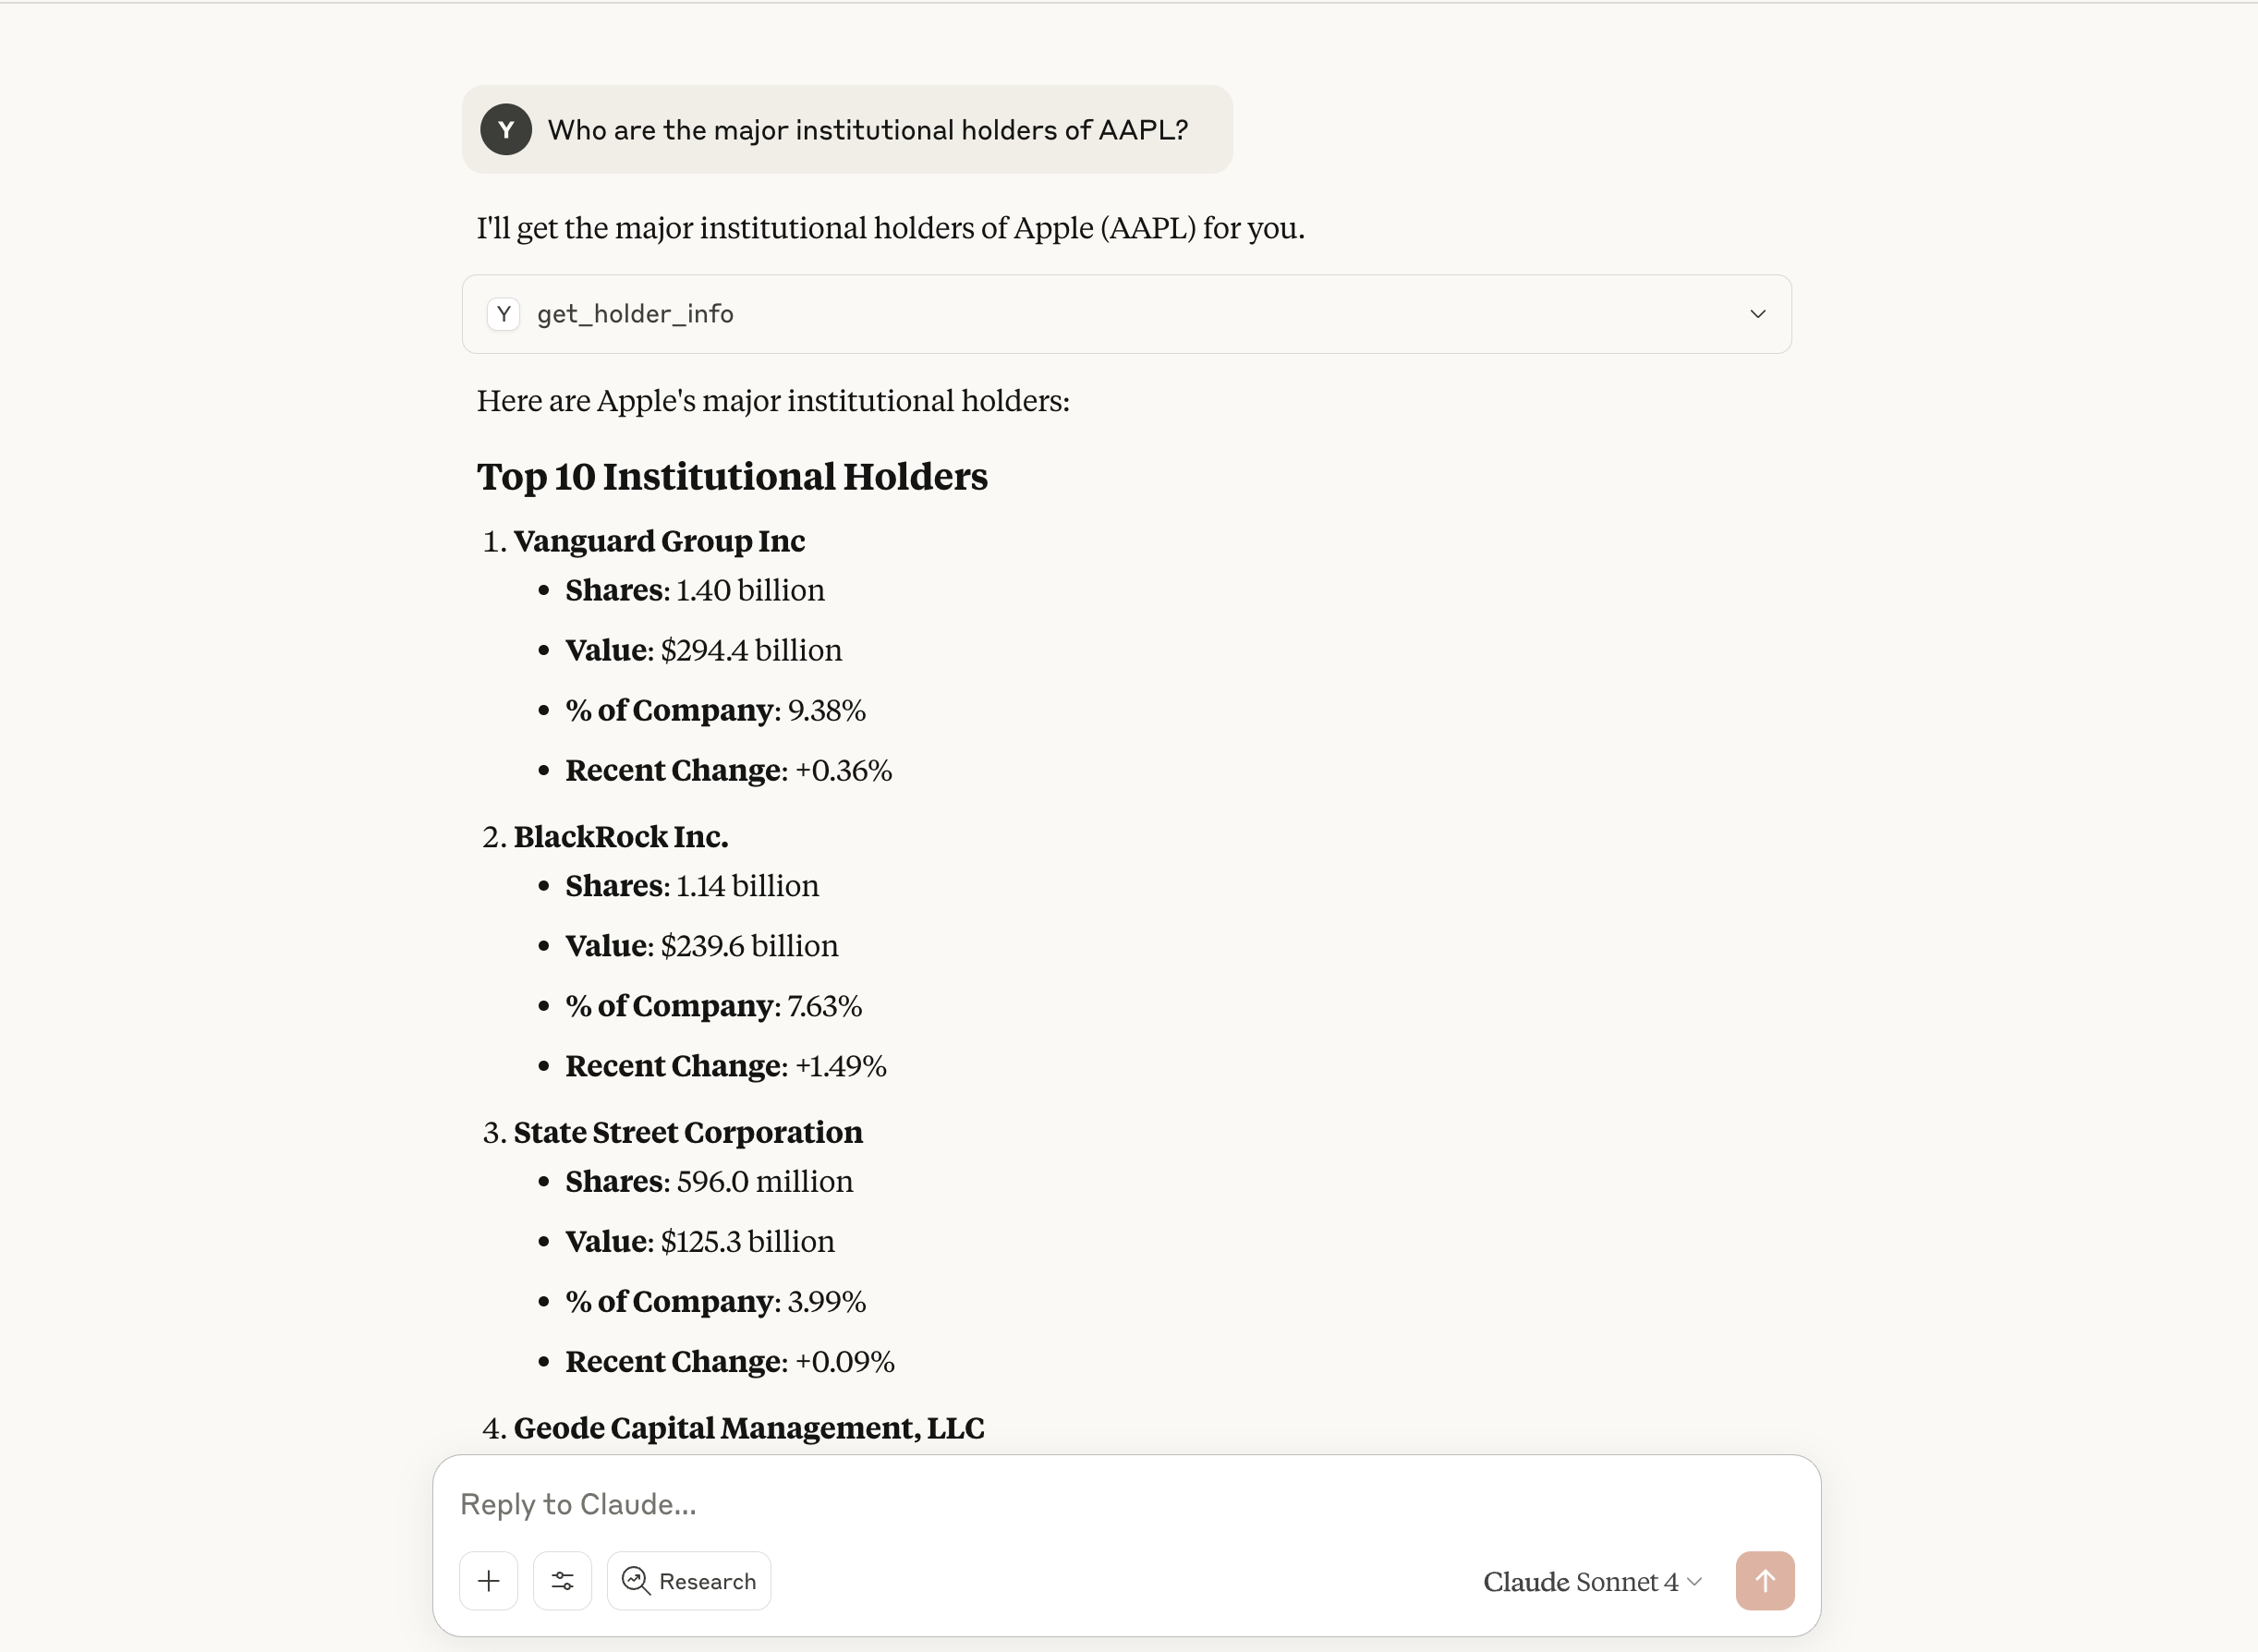 Y Who are the major institutional holders of AAPL?
I'll get the major institutional holders of Apple (AAPL) for you.
Y get_holder_info
Here are Apple's major institutional holders:
Top 10 Institutional Holders
1. Vanguard Group Inc
• Shares: 1.40 billion
• Value: $294.4 billion
• % of Company: 9.38%
• Recent Change: +0.36%
2. BlackRock Inc.
• Shares: 1.14 billion
• Value: $239.6 billion
• % of Company: 7.63%
• Recent Change: +1.49%
3. State Street Corporation
• Shares: 596.0 million
• Value: $125.3 billion
• % of Company: 3.99%
• Recent Change: +0.09%
4. Geode Capital Management, LLC
Reply to Claude...
Research Claude Sonnet 4